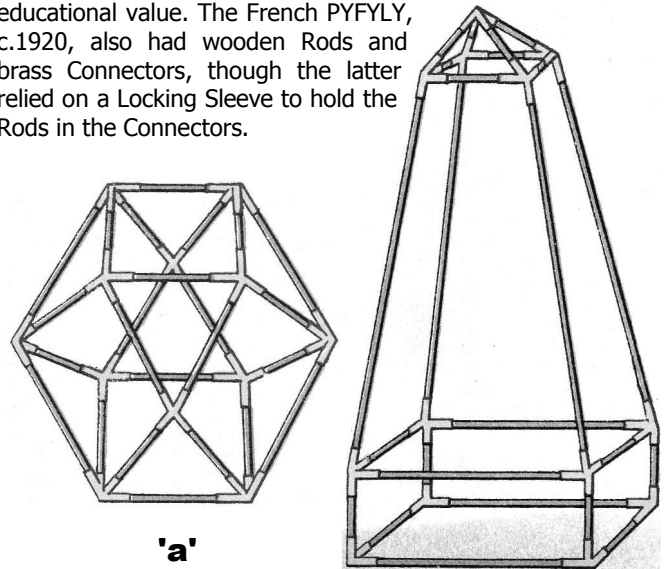 educational value. The French PYFYLY,
c.1920, also had wooden Rods and
brass Connectors, though the latter
relied on a Locking Sleeve to hold the
Rods in the Connectors.
'a'